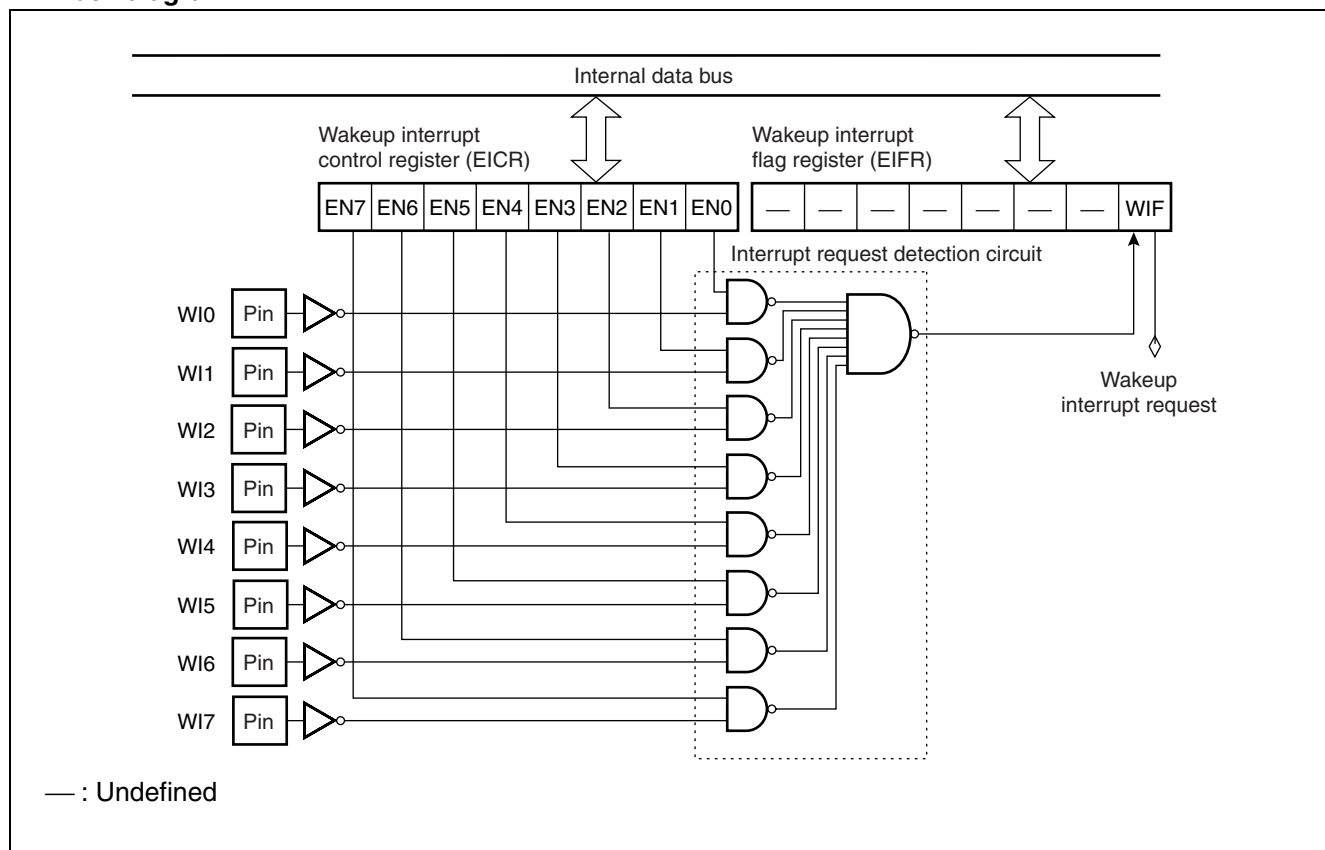 Internal data bus
Wakeup interrupt
control register (EICR)
Wakeup interrupt
flag register (EIFR)
EN7 EN6 EN5 EN4 EN3 EN2 EN1 EN0
— — — — — — — WIF
Interrupt request detection circuit
WI0 Pin
WI1 Pin
WI2 Pin
WI3 Pin
WI4 Pin
WI5 Pin
WI6 Pin
WI7 Pin
Wakeup
interrupt request
— : Undefined